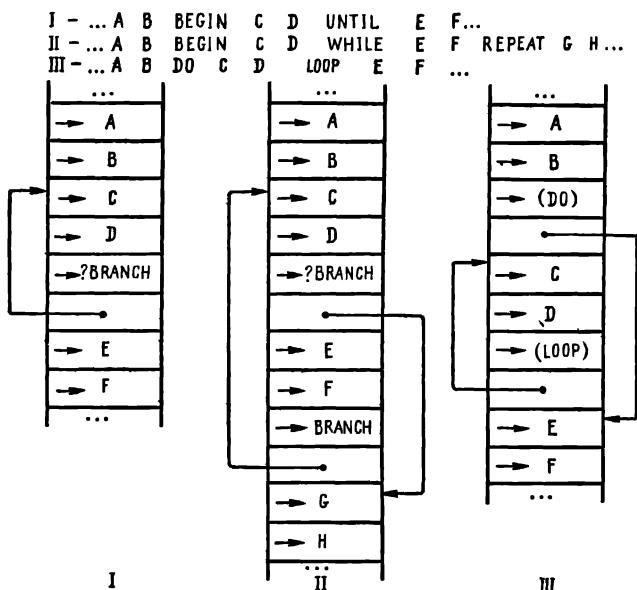 I - ... A B BEGIN C D UNTIL E F...
II - ... A B BEGIN C D WHILE E F REPEAT G H...
III - ... A B DO C D LOOP E F ...
...
A
B
C
D
?BRANCH
E
F
...
I
...
A
B
C
D
?BRANCH
E
F
BRANCH
G
H
...
II
...
A
B
(DO)
C
D
(LOOP)
E
F
...
III